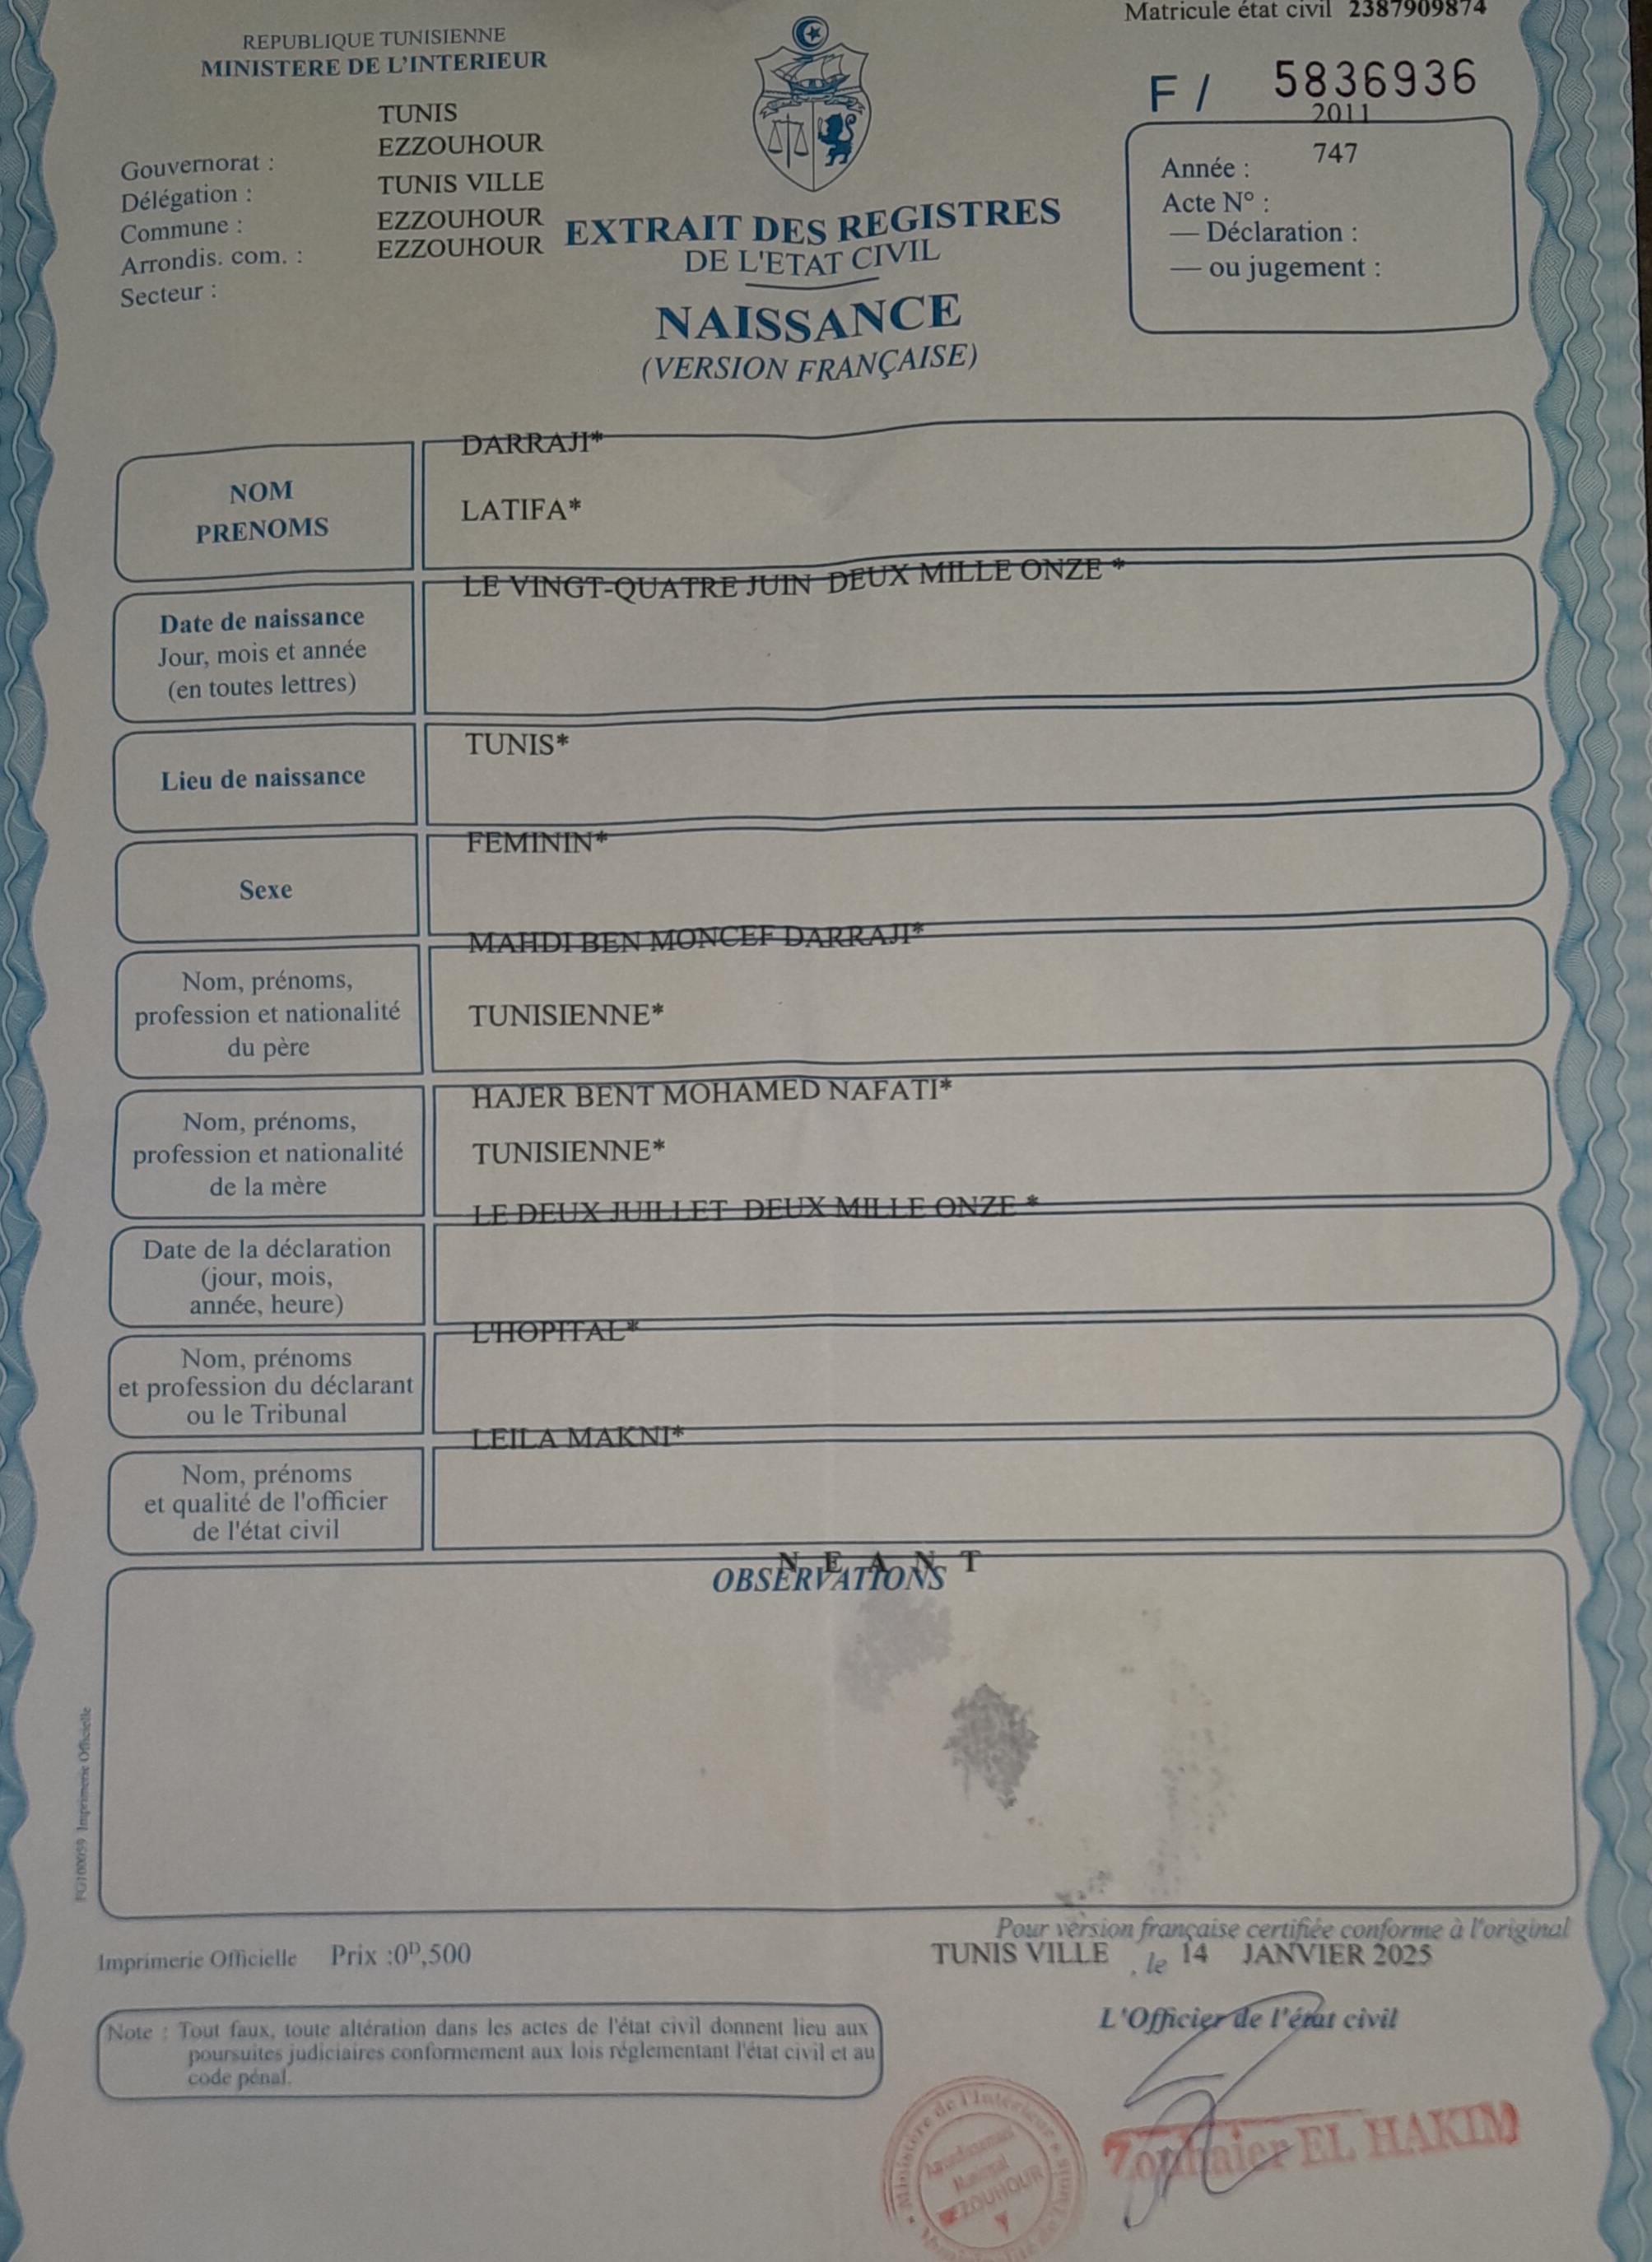 Matricule état civil 2387909874
REPUBLIQUE TUNISIENNE
MINISTERE DE L'INTERIEUR
F / 5836936
TUNIS
EZZOUHOUR
TUNIS VILLE
EZZOUHOUR
EZZOUHOUR
Gouvernorat :
Délégation :
Commune :
Arrondis. com. :
Secteur :
2011
747
Année :
Acte N° :
— Déclaration :
— ou jugement :
EXTRAIT DES REGISTRES
DE L'ETAT CIVIL
NAISSANCE
(VERSION FRANÇAISE)
NOM
PRENOMS
DARRAJI*
LATIFA*
Date de naissance
Jour, mois et année
(en toutes lettres)
LE VINGT-QUATRE JUIN DEUX MILLE ONZE *
Lieu de naissance
TUNIS*
Sexe
FEMININ*
Nom, prénoms,
profession et nationalité
du père
MAHDI BEN MONCEF DARRAJI*
TUNISIENNE*
Nom, prénoms,
profession et nationalité
de la mère
HAJER BENT MOHAMED NAFATI*
TUNISIENNE*
Date de la déclaration
(jour, mois,
année, heure)
LE DEUX JUILLET DEUX MILLE ONZE *
Nom, prénoms
et profession du déclarant
ou le Tribunal
L'HOPITAL*
Nom, prénoms
et qualité de l'officier
de l'état civil
LEILA MAKNI*
N E A N T
OBSERVATIONS
Imprimerie Officielle
Pour version française certifiée conforme à l'original
Imprimerie Officielle Prix :0ᴰ,500
TUNIS VILLE , le 14 JANVIER 2025
L'Officier de l'état civil
Note : Tout faux, toute altération dans les actes de l'état civil donnent lieu aux
poursuites judiciaires conformement aux lois réglementant l'état civil et au
code pénal.
Ministère de l'Intérieur
EZZOUHOUR
Zouhaier EL HAKIM